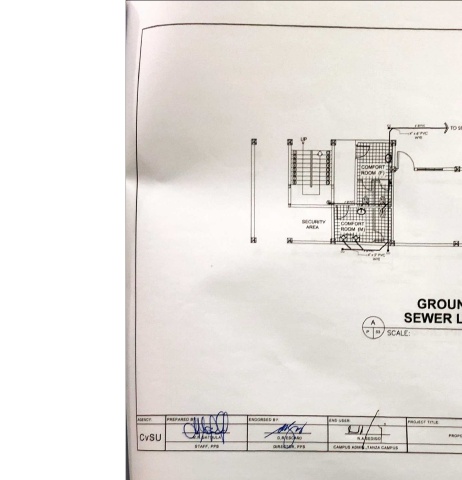 TO S
UP
COMFORT
ROOM (F)
SECURITY
AREA
COMFORT
ROOM (M)
GROUN
SEWER L
A
SCALE:
AGENCY:
PREPARED BY:
ENDORSED BY:
END USER:
PROJECT TITLE:
CvSU
STAFF, PPS
DIRECTOR, PPS
CAMPUS ADMIN., TANZA CAMPUS
PROPO